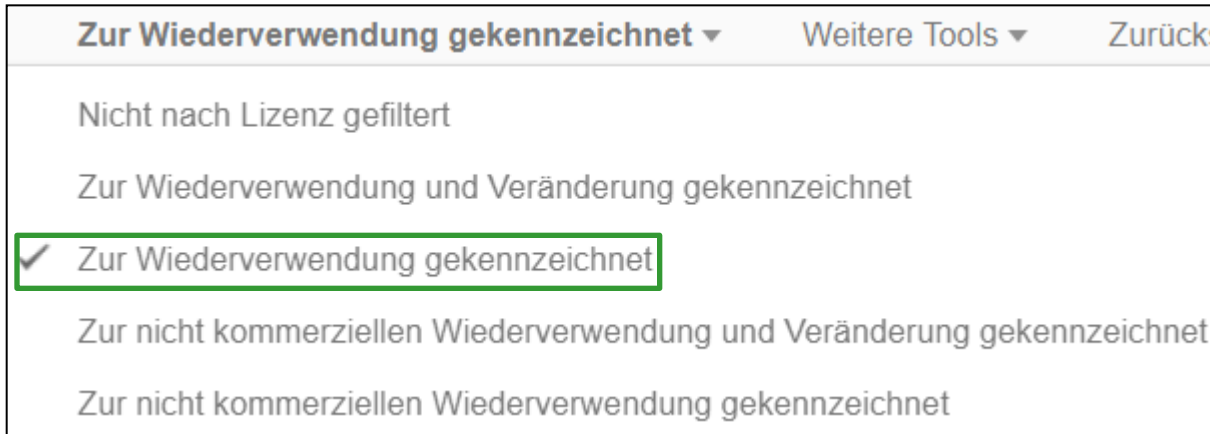 Zur Wiederverwendung gekennzeichnet Weitere Tools Zurücks
Nicht nach Lizenz gefiltert
Zur Wiederverwendung und Veränderung gekennzeichnet
Zur Wiederverwendung gekennzeichnet
Zur nicht kommerziellen Wiederverwendung und Veränderung gekennzeichnet
Zur nicht kommerziellen Wiederverwendung gekennzeichnet